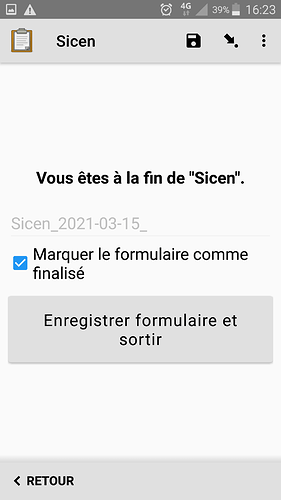 4G 39% 16:23
Sicen
Vous êtes à la fin de "Sicen".
Sicen_2021-03-15_
Marquer le formulaire comme
finalisé
Enregistrer formulaire et
sortir
RETOUR